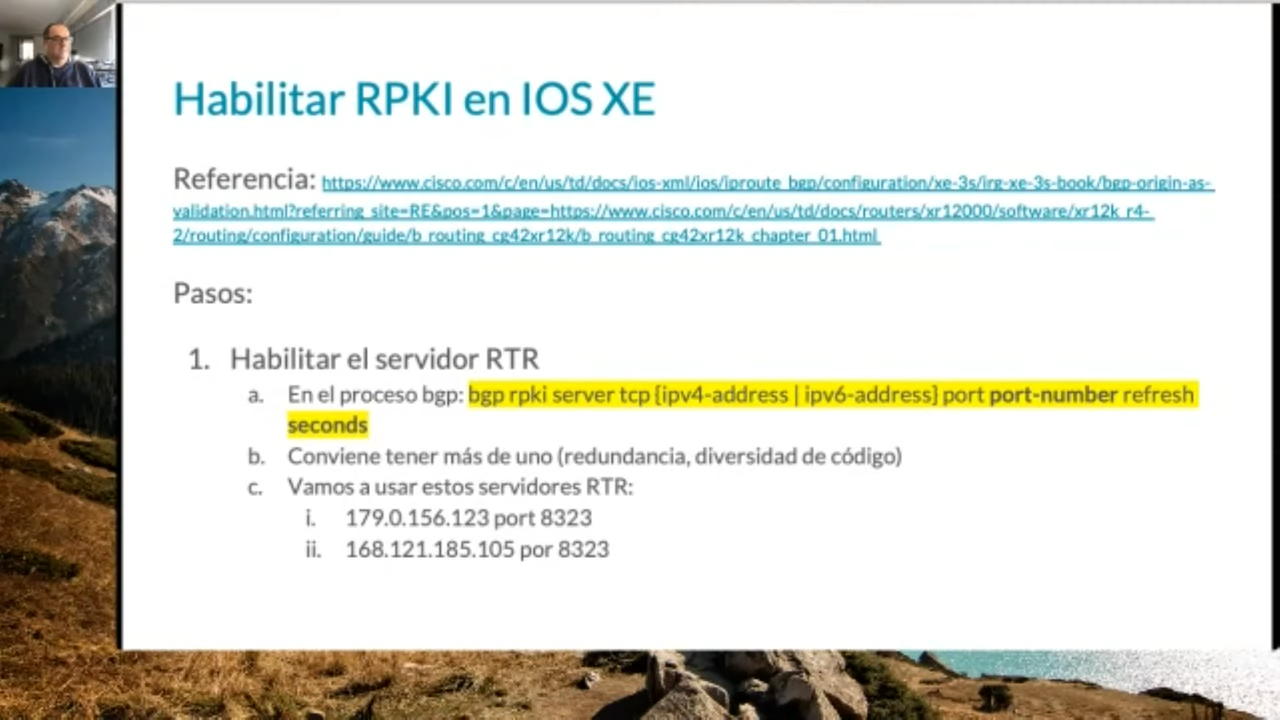 Habilitar RPKI en IOS XE
Referencia: https://www.cisco.com/c/en/us/td/docs/ios-xml/ios/iproute_bgp/configuration/xe-3s/irg-xe-3s-book/bgp-origin-as-
validation.html?referring_site=RE&pos=1&page=https://www.cisco.com/c/en/us/td/docs/routers/xr12000/software/xr12k_r4-
2/routing/configuration/guide/b_routing_cg42xr12k/b_routing_cg42xr12k_chapter_01.html
Pasos:
1. Habilitar el servidor RTR
a. En el proceso bgp: bgp rpki server tcp {ipv4-address | ipv6-address} port port-number refresh
seconds
b. Conviene tener más de uno (redundancia, diversidad de código)
c. Vamos a usar estos servidores RTR:
i. 179.0.156.123 port 8323
ii. 168.121.185.105 por 8323